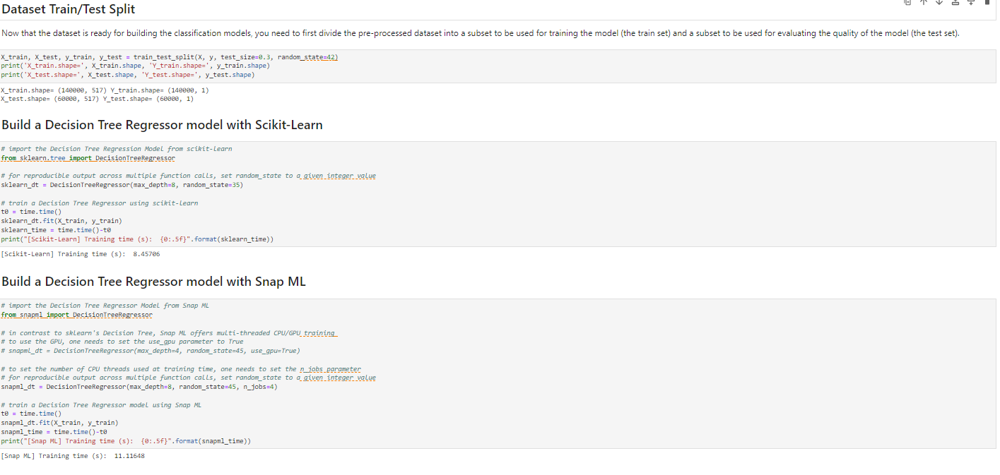 Dataset Train/Test Split
Now that the dataset is ready for building the classification models, you need to first divide the pre-processed dataset into a subset to be used for training the model (the train set) and a subset to be used for evaluating the quality of the model (the test set).
X_train, X_test, y_train, y_test = train_test_split(X, y, test_size=0.3, random_state=42)
print('X_train.shape=', X_train.shape, 'Y_train.shape=', y_train.shape)
print('X_test.shape=', X_test.shape, 'Y_test.shape=', y_test.shape)
X_train.shape= (140000, 517) Y_train.shape= (140000, 1)
X_test.shape= (60000, 517) Y_test.shape= (60000, 1)
Build a Decision Tree Regressor model with Scikit-Learn
# import the Decision Tree Regression Model from scikit-learn
from sklearn.tree import DecisionTreeRegressor
# for reproducible output across multiple function calls, set random_state to a given integer value
sklearn_dt = DecisionTreeRegressor(max_depth=8, random_state=35)
# train a Decision Tree Regressor using scikit-learn
t0 = time.time()
sklearn_dt.fit(X_train, y_train)
sklearn_time = time.time()-t0
print("[Scikit-Learn] Training time (s):  {0:.5f}".format(sklearn_time))
[Scikit-Learn] Training time (s):  8.45706
Build a Decision Tree Regressor model with Snap ML
# import the Decision Tree Regressor Model from Snap ML
from snapml import DecisionTreeRegressor
# in contrast to sklearn's Decision Tree, Snap ML offers multi-threaded CPU/GPU training
# to use the GPU, one needs to set the use_gpu parameter to True
# snapml_dt = DecisionTreeRegressor(max_depth=4, random_state=45, use_gpu=True)
# to set the number of CPU threads used at training time, one needs to set the n_jobs parameter
# for reproducible output across multiple function calls, set random_state to a given integer value
snapml_dt = DecisionTreeRegressor(max_depth=8, random_state=45, n_jobs=4)
# train a Decision Tree Regressor model using Snap ML
t0 = time.time()
snapml_dt.fit(X_train, y_train)
snapml_time = time.time()-t0
print("[Snap ML] Training time (s):  {0:.5f}".format(snapml_time))
[Snap ML] Training time (s):  11.11648